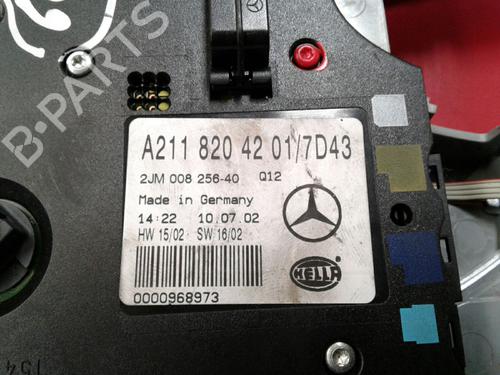 B-PARTS
A211 820 42 01/7D43
2JM 008 256-40 Q12
Made in Germany
14:22 10.07.02
HW 15/02 SW 16/02
0000968973
HELLA
154